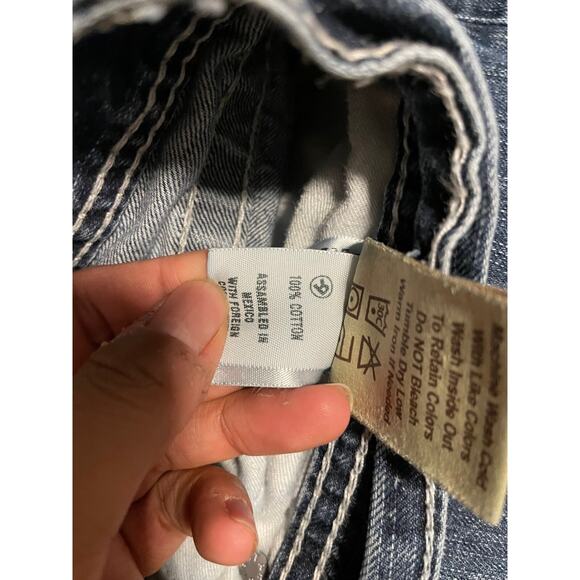 100% COTTON
ASSAMBLED IN
MEXICO
WITH FOREIGN
Machine Wash Cold
With Like Colors
Wash Inside Out
To Retain Colors
Do NOT Bleach
Tumble Dry Low
Warm Iron if Needed